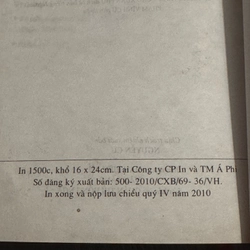 In 1500c, khổ 16 x 24cm. Tại Công ty CP In và TM Á Phi
Số đăng ký xuất bản: 500- 2010/CXB/69- 36/VH.
In xong và nộp lưu chiểu quý IV năm 2010